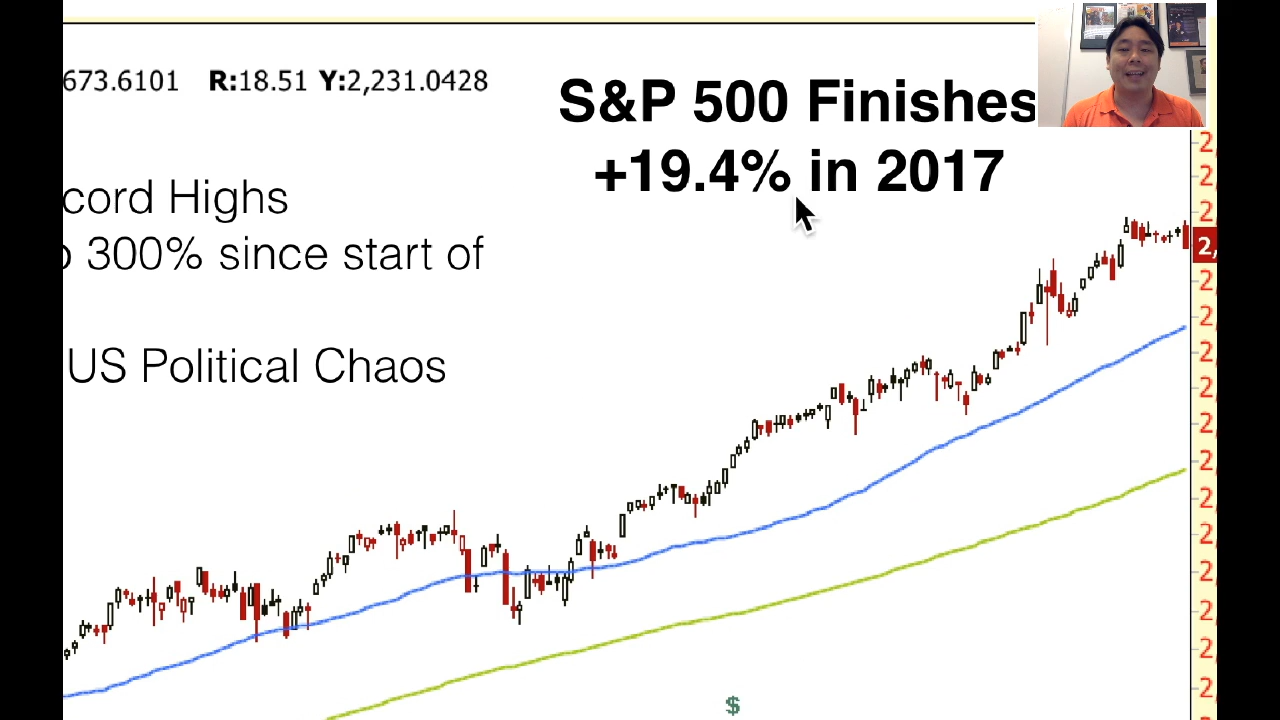 673.6101 R:18.51 Y:2,231.0428
S&P 500 Finishes
+19.4% in 2017
cord Highs
300% since start of
US Political Chaos
2,
$